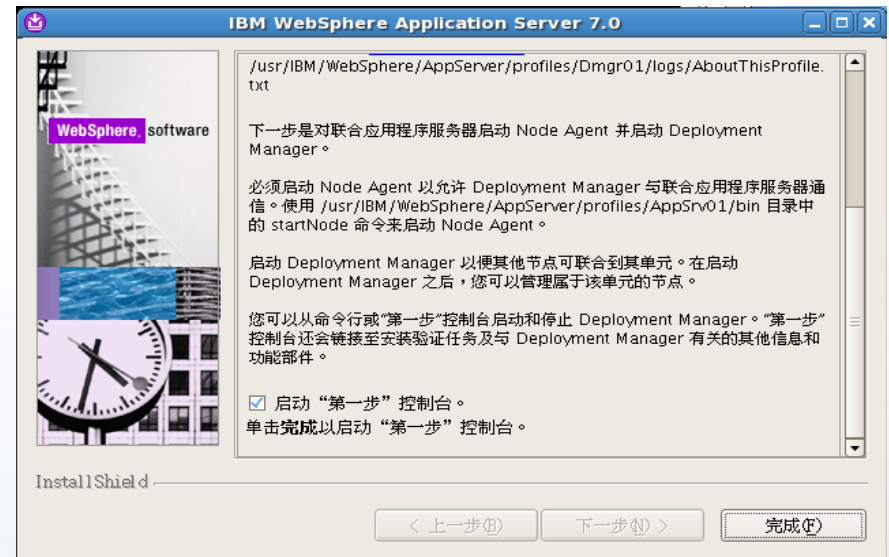 IBM WebSphere Application Server 7.0
WebSphere. software
/usr/IBM/WebSphere/AppServer/profiles/Dmgr01/logs/AboutThisProfile.
txt
下一步是对联合应用程序服务器启动 Node Agent 并启动 Deployment
Manager。
必须启动 Node Agent 以允许 Deployment Manager 与联合应用程序服务器通
信。使用 /usr/IBM/WebSphere/AppServer/profiles/AppSrv01/bin 目录中
的 startNode 命令来启动 Node Agent。
启动 Deployment Manager 以便其他节点可联合到其单元。在启动
Deployment Manager 之后，您可以管理属于该单元的节点。
您可以从命令行或“第一步”控制台启动和停止 Deployment Manager。“第一步”
控制台还会链接至安装验证任务及与 Deployment Manager 有关的其他信息和
功能部件。
启动“第一步”控制台。
单击完成以启动“第一步”控制台。
InstallShield
< 上一步(B)
下一步(N) >
完成(F)